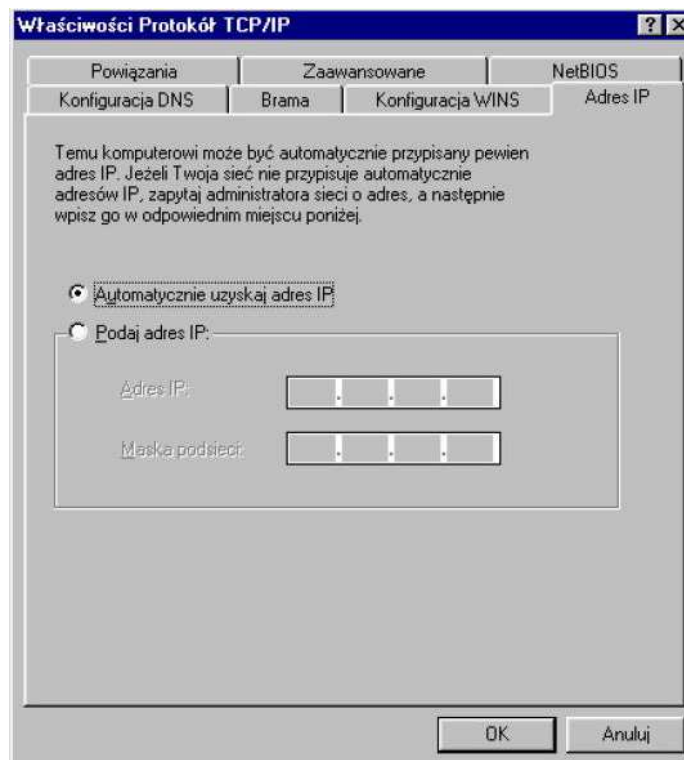 Właściwości Protokół TCP/IP
Powiązania Zaawansowane NetBIOS
Konfiguracja DNS Brama Konfiguracja WINS Adres IP
Temu komputerowi może być automatycznie przypisany pewien
adres IP. Jeżeli Twoja sieć nie przypisuje automatycznie
adresów IP, zapytaj administratora sieci o adres, a następnie
wpisz go w odpowiednim miejscu poniżej.
Automatycznie uzyskaj adres IP
Podaj adres IP:
Adres IP:
Maska podsieci:
OK Anuluj